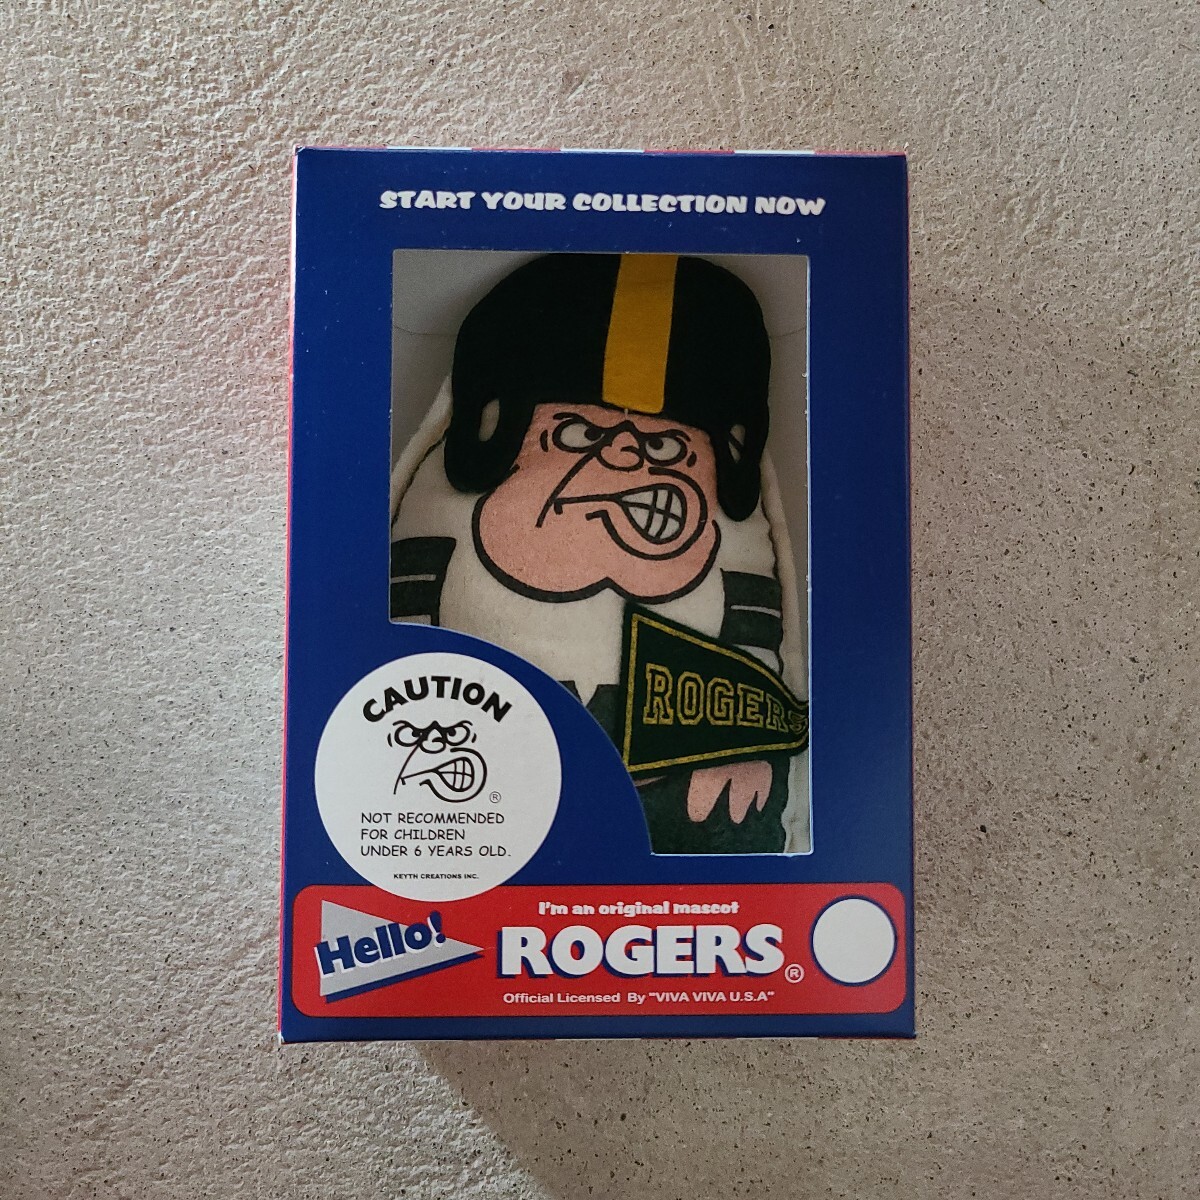 START YOUR COLLECTION NOW
ROGERS
CAUTION
®
NOT RECOMMENDED
FOR CHILDREN
UNDER 6 YEARS OLD.
KEYTH CREATIONS INC.
Hello!
I'm an original mascot
ROGERS®
Official Licensed By "VIVA VIVA U.S.A"